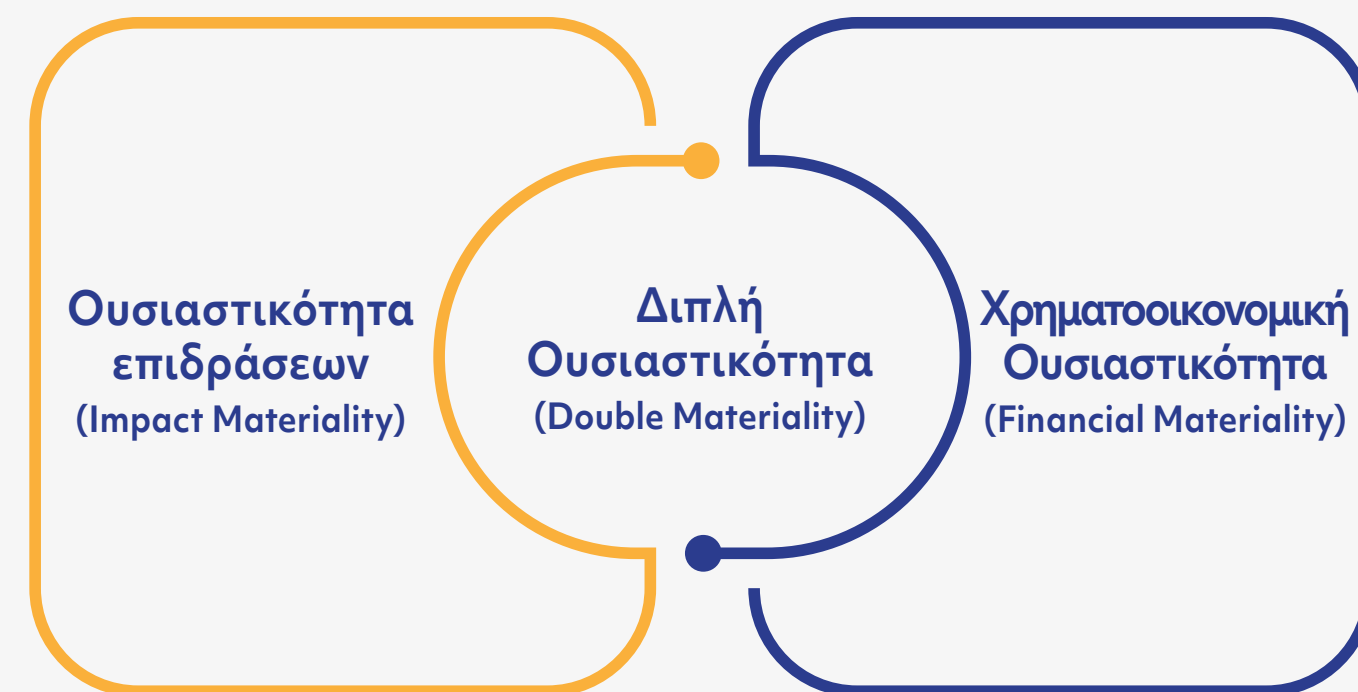 Ουσιαστικότητα
επιδράσεων
(Impact Materiality)
Διπλή
Ουσιαστικότητα
(Double Materiality)
Χρηματοοικονομική
Ουσιαστικότητα
(Financial Materiality)